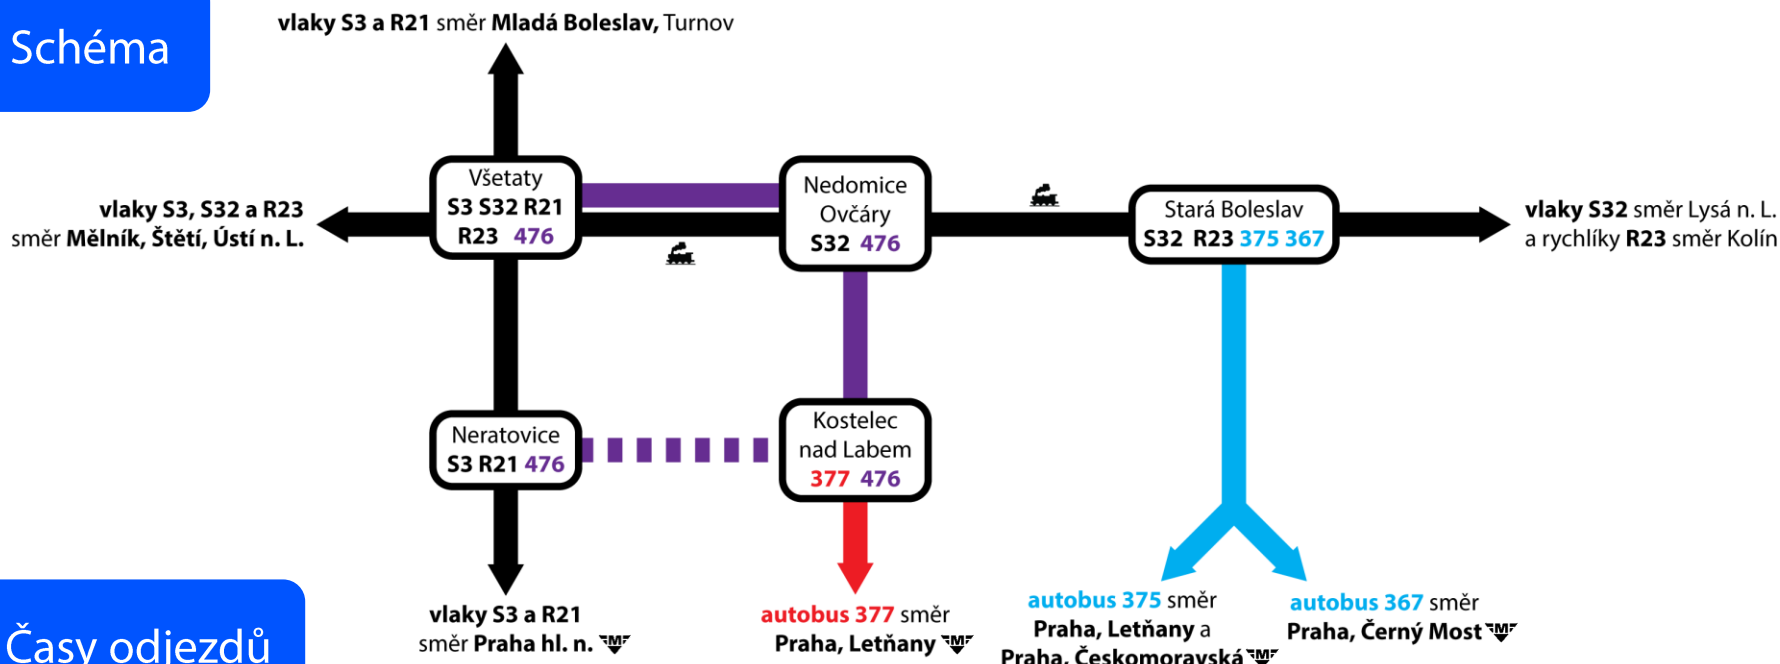 Schéma
vlaky S3 a R21 směr Mladá Boleslav, Turnov
vlaky S3, S32 a R23
směr Mělník, Štětí, Ústí n. L.
Všetaty
S3 S32 R21
R23 476
Nedomice
Ovčáry
S32 476
Stará Boleslav
S32 R23 375 367
vlaky S32 směr Lysá n. L.
a rychlíky R23 směr Kolín
Neratovice
S3 R21 476
Kostelec
nad Labem
377 476
vlaky S3 a R21
směr Praha hl. n. M
autobus 377 směr
Praha, Letňany M
autobus 375 směr
Praha, Letňany a
Praha, Českomoravská M
autobus 367 směr
Praha, Černý Most M
Časy odjezdů